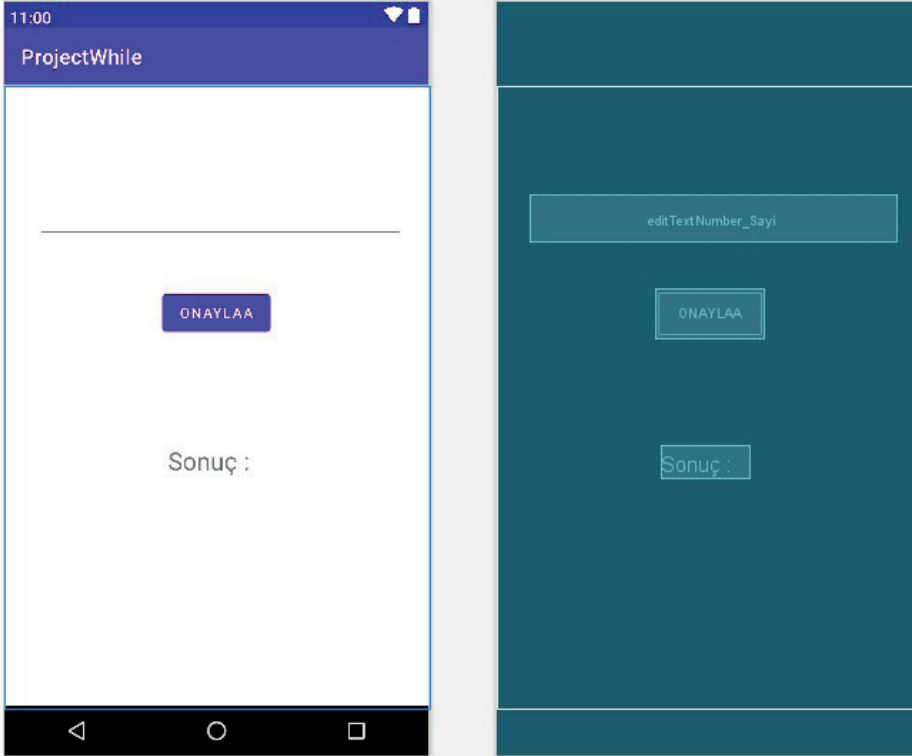 11:00
ProjectWhile
ONAYLAA
Sonuç :
editTextNumber_Sayi
ONAYLAA
Sonuç :